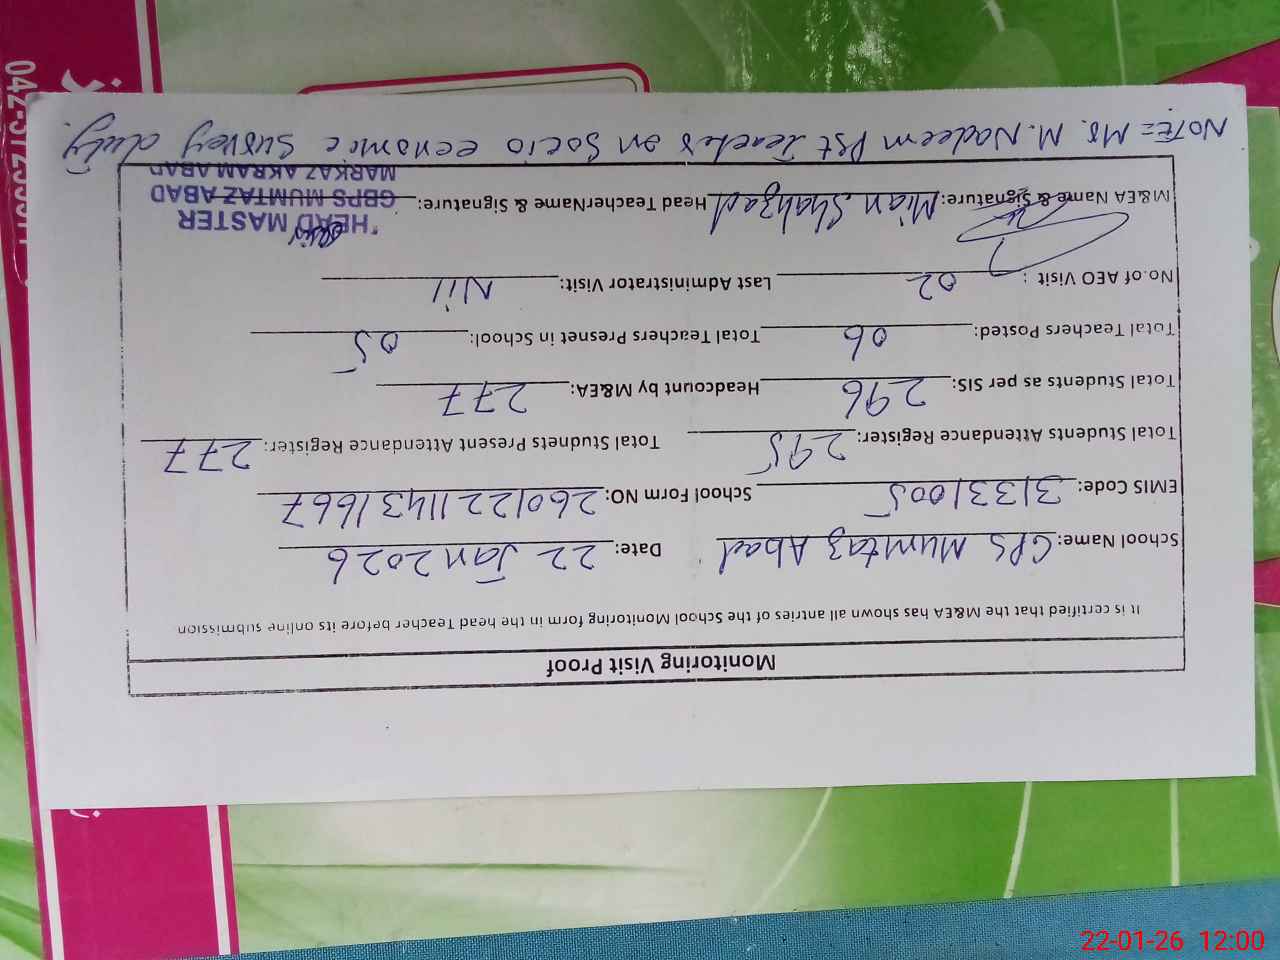 Monitoring Visit Proof
It is certified that the M&EA has shown all antries of the School Monitoring form in the head Teacher before its online submission
School Name: GPS Mumtaz Abad Date: 22 Jan 2026
EMIS Code: 31331005 School Form NO: 260122114431667
Total Students Attendance Register: 295 Total Studnets Present Attendance Register: 277
Total Students as per SIS: 296 Headcount by M&EA: 277
Total Teachers Posted: 06 Total Teachers Presnet in School: 05
No.of AEO Visit : 02 Last Administrator Visit: Nill
M&EA Name & Signature: Mian Shahzad Head TeacherName & Signature:
HEAD MASTER
GBPS MUMTAZ ABAD
MARKAZ AKRAM ABAD
NOTE= Mr. M. Nadeem Pst Teacher on Socio economic Survey duty.
22-01-26 12:00